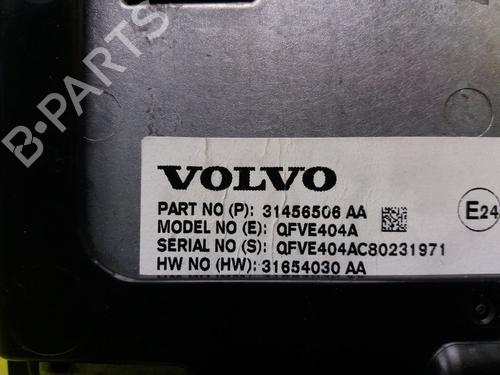 B-PARTS
VOLVO
PART NO (P): 31456506 AA
MODEL NO (E): QFVE404A
E24
SERIAL NO (S): QFVE404AC80231971
HW NO (HW): 31654030 AA